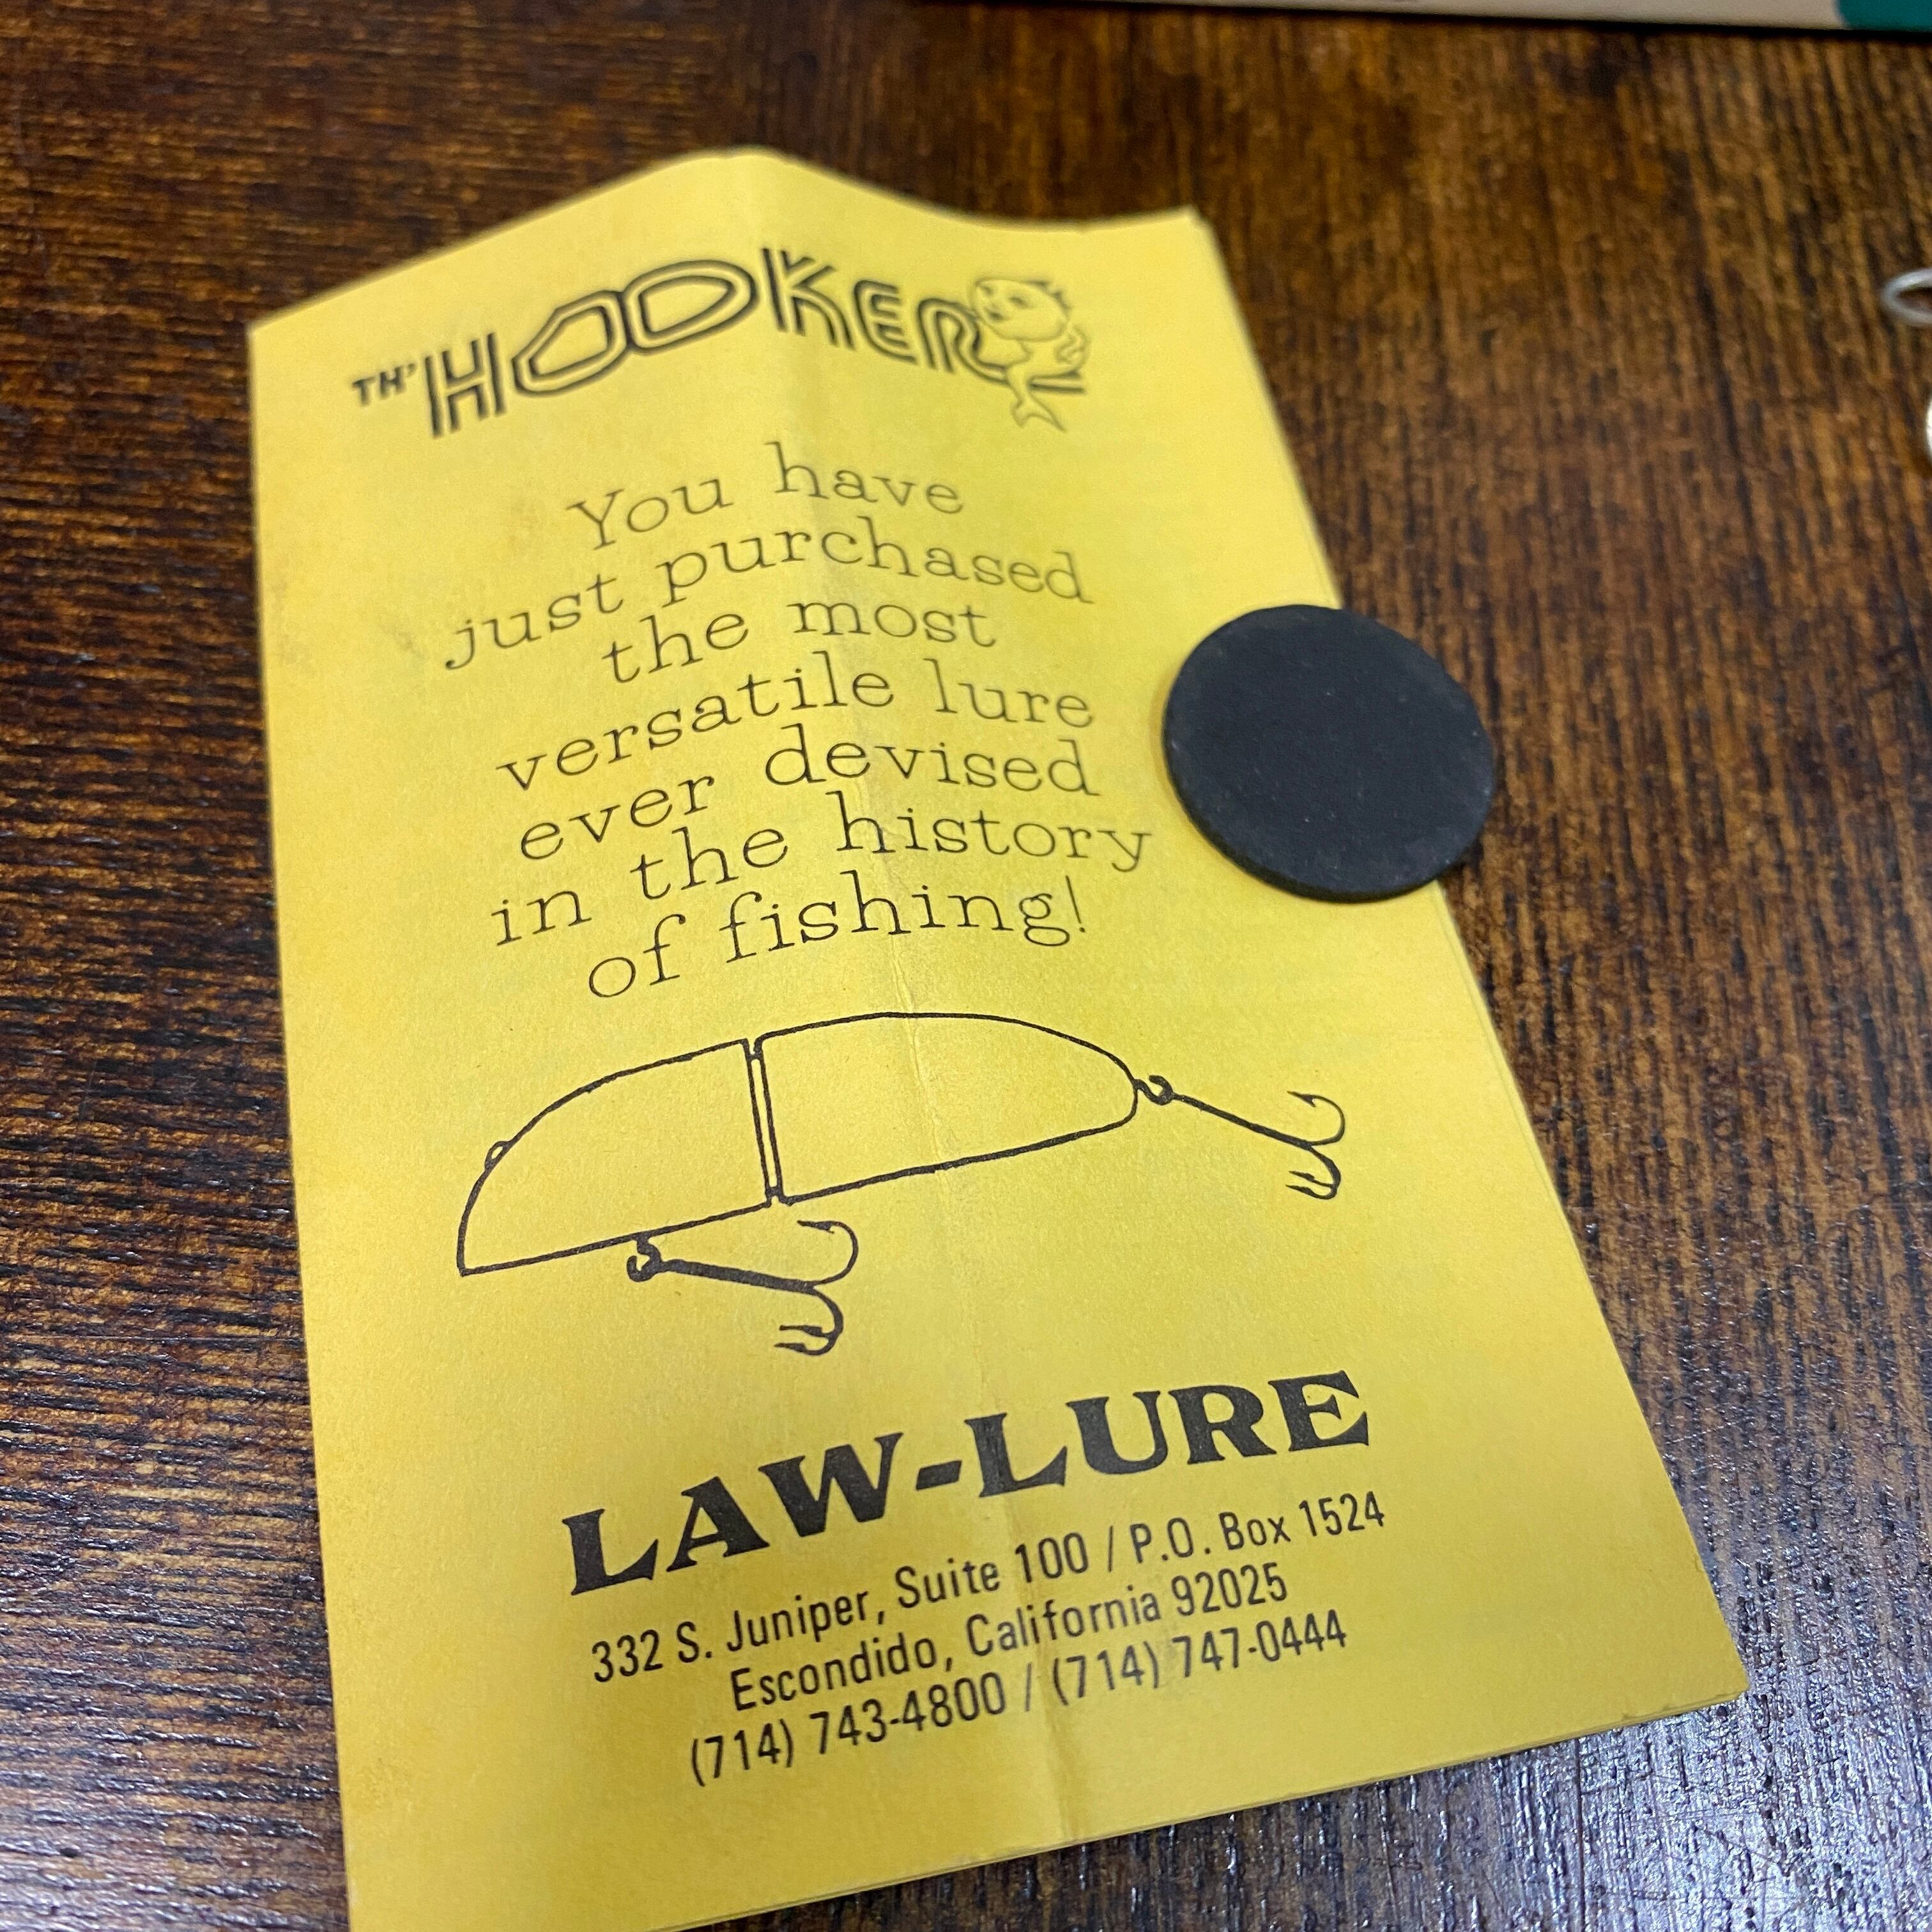 TH' HOOKER
You have
just purchased
the most
versatile lure
ever devised
in the history
of fishing!
LAW-LURE
332 S. Juniper, Suite 100 / P.O. Box 1524
Escondido, California 92025
(714) 743-4800 / (714) 747-0444